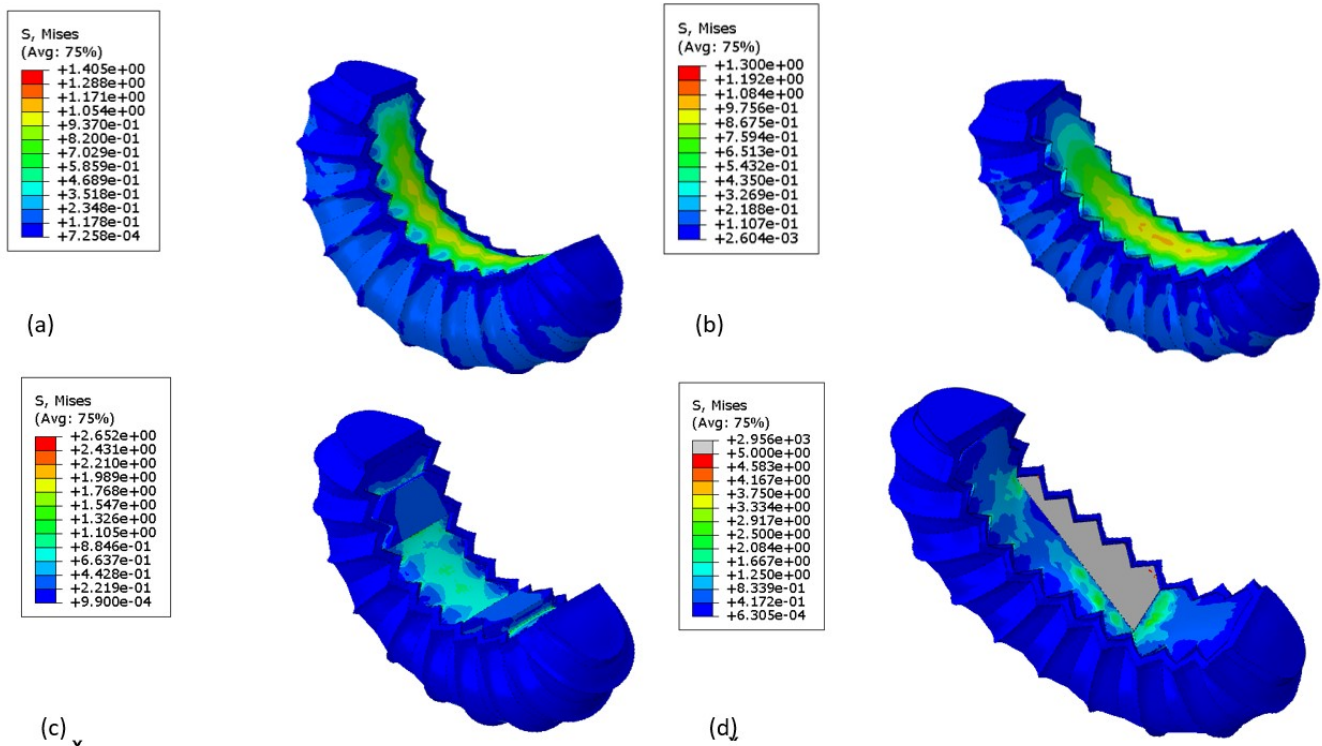 S, Mises
(Avg: 75%)
+1.405e+00
+1.288e+00
+1.171e+00
+1.054e+00
+9.370e-01
+8.200e-01
+7.029e-01
+5.859e-01
+4.689e-01
+3.518e-01
+2.348e-01
+1.178e-01
+7.258e-04
(a)
S, Mises
(Avg: 75%)
+1.300e+00
+1.192e+00
+1.084e+00
+9.756e-01
+8.675e-01
+7.594e-01
+6.513e-01
+5.432e-01
+4.350e-01
+3.269e-01
+2.188e-01
+1.107e-01
+2.604e-03
(b)
S, Mises
(Avg: 75%)
+2.652e+00
+2.431e+00
+2.210e+00
+1.989e+00
+1.768e+00
+1.547e+00
+1.326e+00
+1.105e+00
+8.846e-01
+6.637e-01
+4.428e-01
+2.219e-01
+9.900e-04
(c)
S, Mises
(Avg: 75%)
+2.956e+03
+5.000e+00
+4.583e+00
+4.167e+00
+3.750e+00
+3.334e+00
+2.917e+00
+2.500e+00
+2.084e+00
+1.667e+00
+1.250e+00
+8.339e-01
+4.172e-01
+6.305e-04
(d)